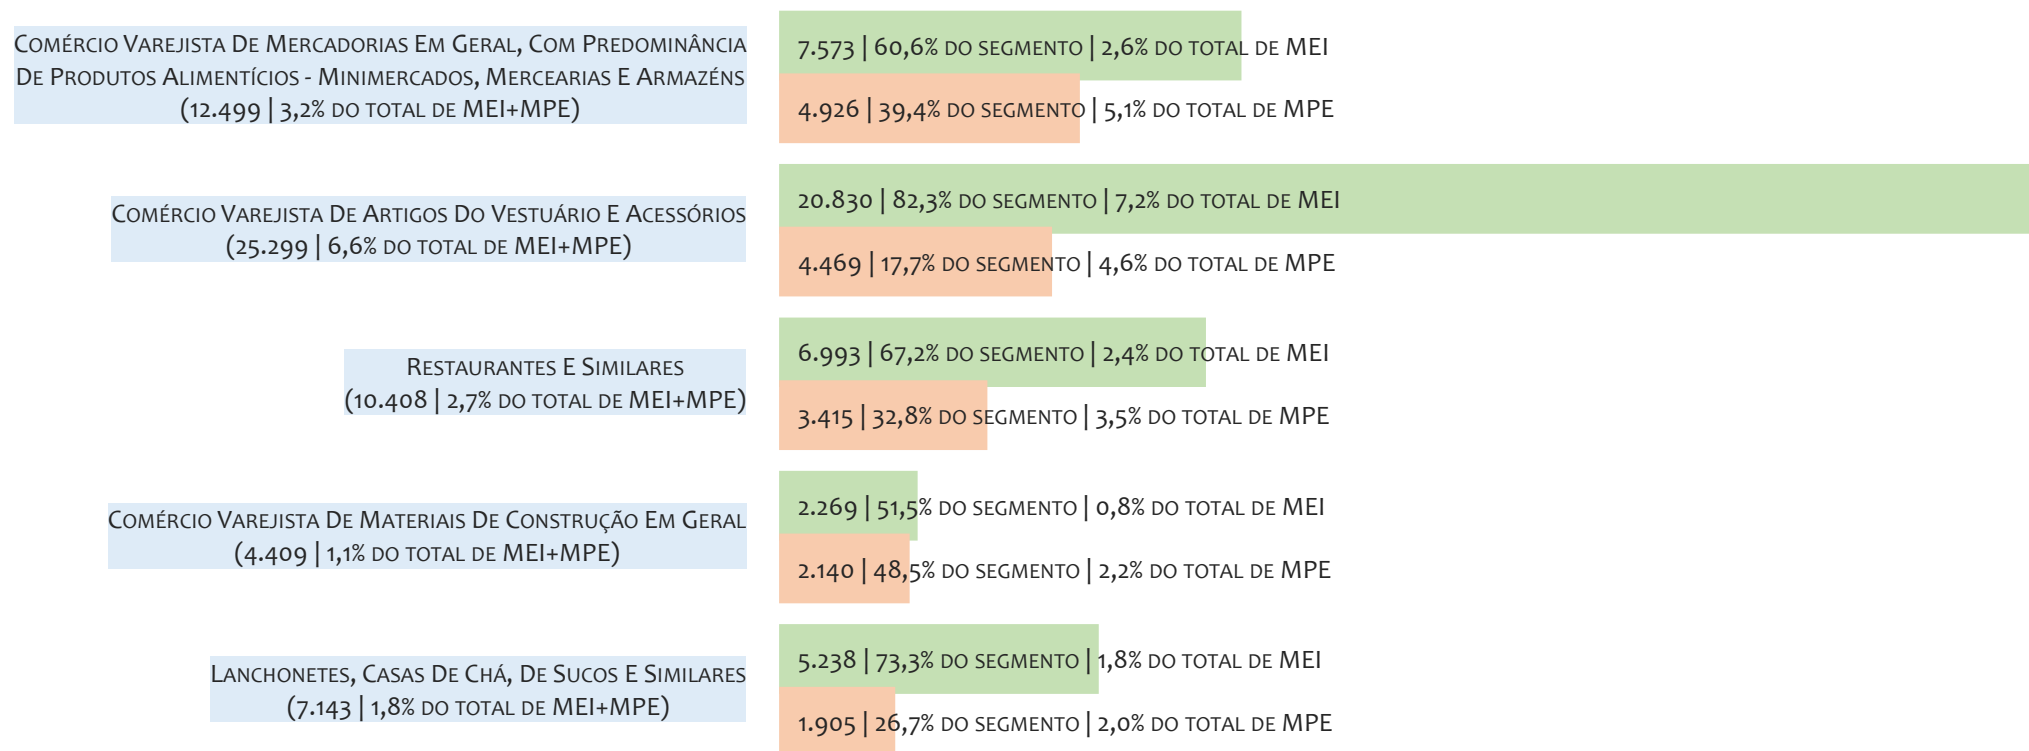 Comércio Varejista De Mercadorias Em Geral, Com Predominância
De Produtos Alimentícios - Minimercados, Mercearias E Armazéns
(12.499 | 3,2% do total de MEI+MPE)
7.573 | 60,6% do segmento | 2,6% do total de MEI
4.926 | 39,4% do segmento | 5,1% do total de MPE
Comércio Varejista De Artigos Do Vestuário E Acessórios
(25.299 | 6,6% do total de MEI+MPE)
20.830 | 82,3% do segmento | 7,2% do total de MEI
4.469 | 17,7% do segmento | 4,6% do total de MPE
Restaurantes E Similares
(10.408 | 2,7% do total de MEI+MPE)
6.993 | 67,2% do segmento | 2,4% do total de MEI
3.415 | 32,8% do segmento | 3,5% do total de MPE
Comércio Varejista De Materiais De Construção Em Geral
(4.409 | 1,1% do total de MEI+MPE)
2.269 | 51,5% do segmento | 0,8% do total de MEI
2.140 | 48,5% do segmento | 2,2% do total de MPE
Lanchonetes, Casas De Chá, De Sucos E Similares
(7.143 | 1,8% do total de MEI+MPE)
5.238 | 73,3% do segmento | 1,8% do total de MEI
1.905 | 26,7% do segmento | 2,0% do total de MPE